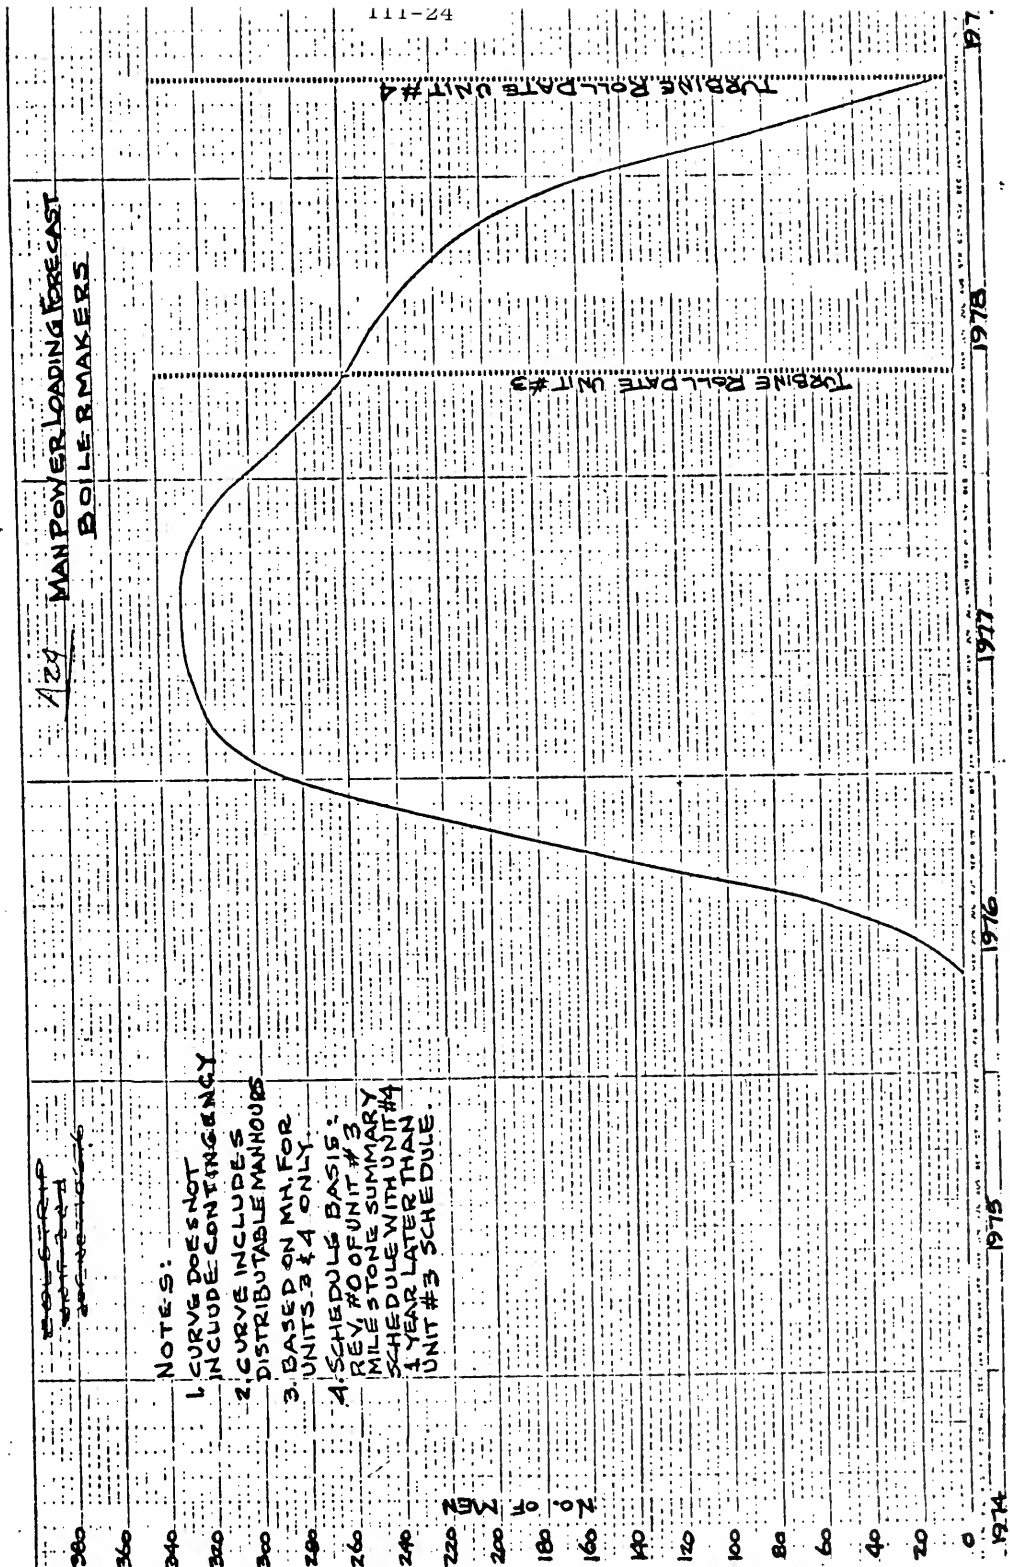 III-24
A24 MANPOWER LOADING FORECAST
BOILERMAKERS
NOTES:
1. CURVE DOES NOT
INCLUDE CONTINGENCY
2. CURVE INCLUDES
DISTRIBUTABLE MANHOURS
3. BASED ON MH. FOR
UNITS 3 & 4 ONLY
4. SCHEDULE BASIS:
REV. #0 OF UNIT #3
MILESTONE SUMMARY
SCHEDULE WITH UNIT #4
1 YEAR LATER THAN
UNIT #3 SCHEDULE.
TURBINE ROLL DATE UNIT #3
TURBINE ROLL DATE UNIT #4
NO. OF MEN
380
360
340
320
300
280
260
240
220
200
180
160
140
120
100
80
60
40
20
0
1974
1975
1976
1977
1978
197